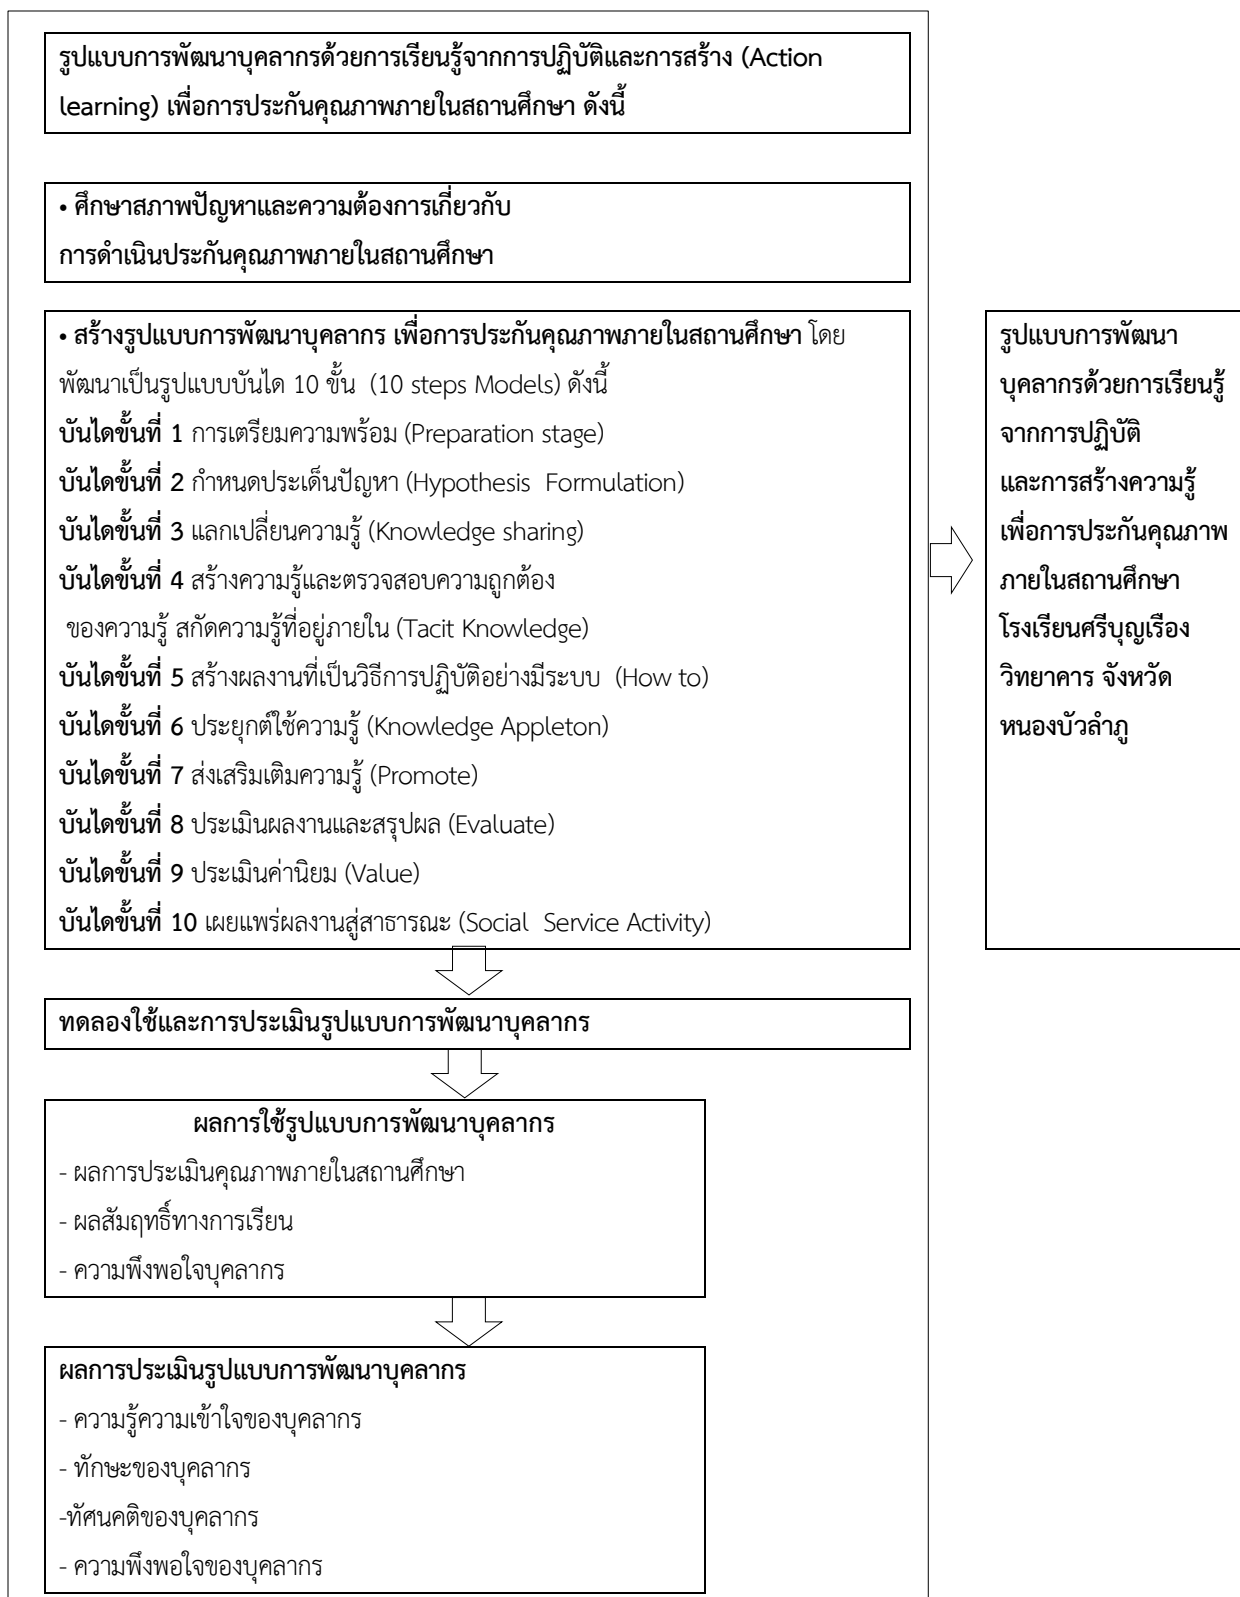 รูปแบบการพัฒนาบุคลากรด้วยการเรียนรู้จากการปฏิบัติและการสร้าง (Action
learning) เพื่อการประกันคุณภาพภายในสถานศึกษา ดังนี้
• ศึกษาสภาพปัญหาและความต้องการเกี่ยวกับ
การดำเนินประกันคุณภาพภายในสถานศึกษา
• สร้างรูปแบบการพัฒนาบุคลากร เพื่อการประกันคุณภาพภายในสถานศึกษา โดย
พัฒนาเป็นรูปแบบบันได 10 ขั้น (10 steps Models) ดังนี้
บันไดขั้นที่ 1 การเตรียมความพร้อม (Preparation stage)
บันไดขั้นที่ 2 กำหนดประเด็นปัญหา (Hypothesis Formulation)
บันไดขั้นที่ 3 แลกเปลี่ยนความรู้ (Knowledge sharing)
บันไดขั้นที่ 4 สร้างความรู้และตรวจสอบความถูกต้อง
ของความรู้ สกัดความรู้ที่อยู่ภายใน (Tacit Knowledge)
บันไดขั้นที่ 5 สร้างผลงานที่เป็นวิธีการปฏิบัติอย่างมีระบบ (How to)
บันไดขั้นที่ 6 ประยุกต์ใช้ความรู้ (Knowledge Appleton)
บันไดขั้นที่ 7 ส่งเสริมเติมความรู้ (Promote)
บันไดขั้นที่ 8 ประเมินผลงานและสรุปผล (Evaluate)
บันไดขั้นที่ 9 ประเมินค่านิยม (Value)
บันไดขั้นที่ 10 เผยแพร่ผลงานสู่สาธารณะ (Social Service Activity)
ทดลองใช้และการประเมินรูปแบบการพัฒนาบุคลากร
ผลการใช้รูปแบบการพัฒนาบุคลากร
- ผลการประเมินคุณภาพภายในสถานศึกษา
- ผลสัมฤทธิ์ทางการเรียน
- ความพึงพอใจบุคลากร
ผลการประเมินรูปแบบการพัฒนาบุคลากร
- ความรู้ความเข้าใจของบุคลากร
- ทักษะของบุคลากร
-ทัศนคติของบุคลากร
- ความพึงพอใจของบุคลากร
รูปแบบการพัฒนา
บุคลากรด้วยการเรียนรู้
จากการปฏิบัติ
และการสร้างความรู้
เพื่อการประกันคุณภาพ
ภายในสถานศึกษา
โรงเรียนศรีบุญเรือง
วิทยาคาร จังหวัด
หนองบัวลำภู